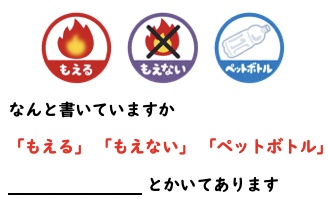 もえる もえない ペットボトル
なんと書いていますか
「もえる」 「もえない」 「ペットボトル」
＿＿＿＿＿＿＿＿ とかいてあります